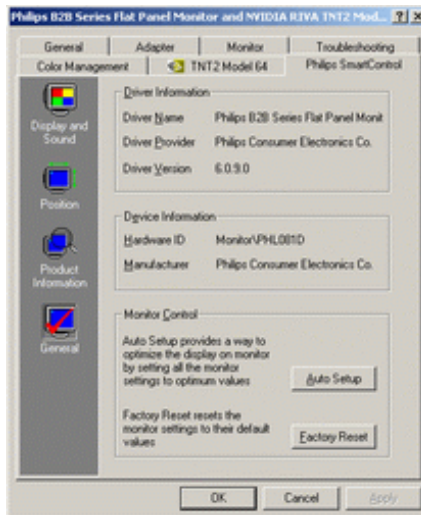 Philips B2B Series Flat Panel Monitor and NVIDIA RIVA TNT2 Mod...
General Adapter Monitor Troubleshooting
Color Management TNT2 Model 64 Philips SmartControl
Display and
Sound
Position
Product
Information
General
Driver Information
Driver Name Philips B2B Series Flat Panel Monit
Driver Provider Philips Consumer Electronics Co.
Driver Version 6.0.9.0
Device Information
Hardware ID Monitor\PHL081D
Manufacturer Philips Consumer Electronics Co.
Monitor Control
Auto Setup provides a way to
optimize the display on monitor
by setting all the monitor
settings to optimum values
Auto Setup
Factory Reset resets the
monitor settings to their default
values
Factory Reset
OK Cancel Apply